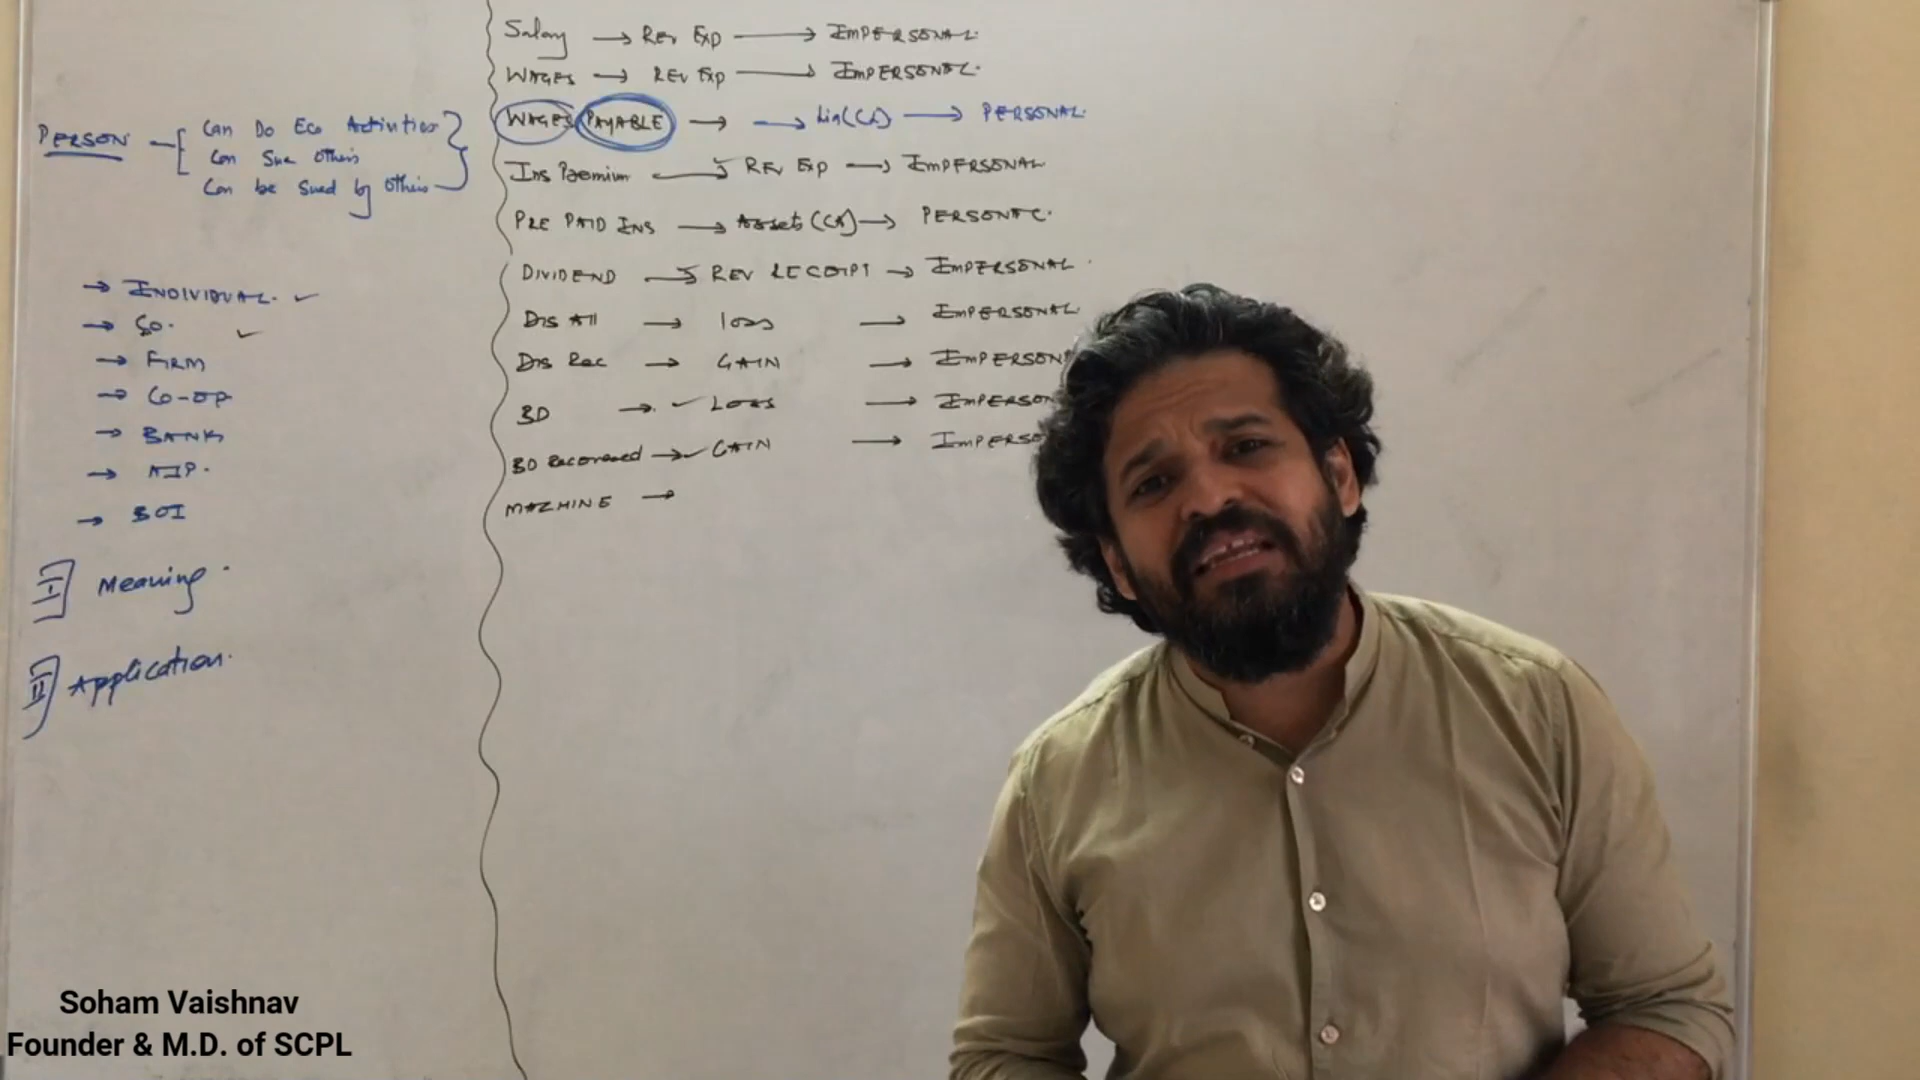 PERSON
Can Do Eco Activities
Can Sue Others
Can be Sued by Others
→ INDIVIDUAL. ✓
→ CO. ✓
→ FIRM
→ CO-OP
→ BANK
→ AJP.
→ BOI
I Meaning.
II Application.
Salary → Rev Exp → IMPERSONAL.
WAGES → REV EXP → IMPERSONAL.
WAGES PAYABLE → → Lia(CL) → PERSONAL.
Ins Premium → REV EXP → IMPERSONAL
PRE PAID INS → Assets (CA) → PERSONAL.
DIVIDEND → REV RECEIPT → IMPERSONAL.
Dis All → loss → IMPERSONAL
Dis Rec → GAIN → IMPERSON
BD → ✓ Loss → IMPERSON
BD Recovered → ✓ GAIN → IMPERSO
MACHINE →
Soham Vaishnav
Founder & M.D. of SCPL